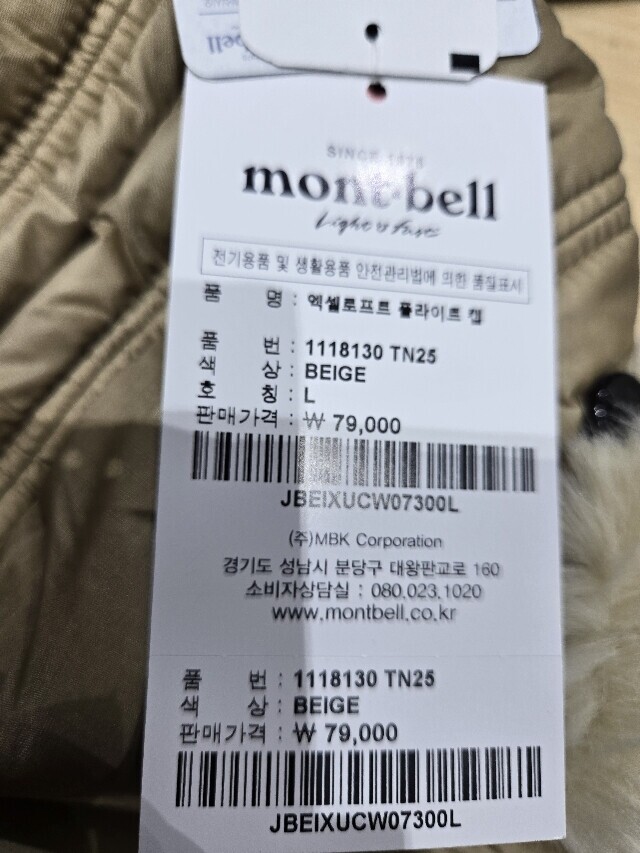 SINCE 1975
mont-bell
Light & Fast
전기용품 및 생활용품 안전관리법에 의한 품질표시
품 명 : 엑셀로프트 플라이트 캡
품 번 : 1118130 TN25
색 상 : BEIGE
호 칭 : L
판매가격 : ₩ 79,000
JBEIXUCW07300L
(주)MBK Corporation
경기도 성남시 분당구 대왕판교로 160
소비자상담실 : 080.023.1020
www.montbell.co.kr
품 번 : 1118130 TN25
색 상 : BEIGE
판매가격 : ₩ 79,000
JBEIXUCW07300L